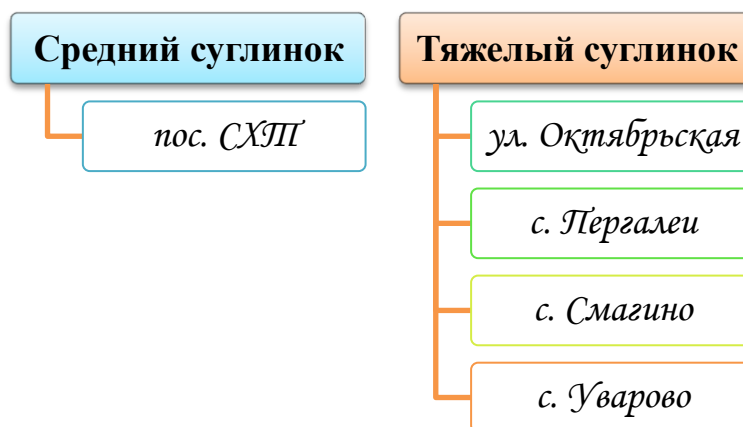 Средний суглинок
пос. СХТ
Тяжелый суглинок
ул. Октябрьская
с. Пергалеи
с. Смагино
с. Уварово